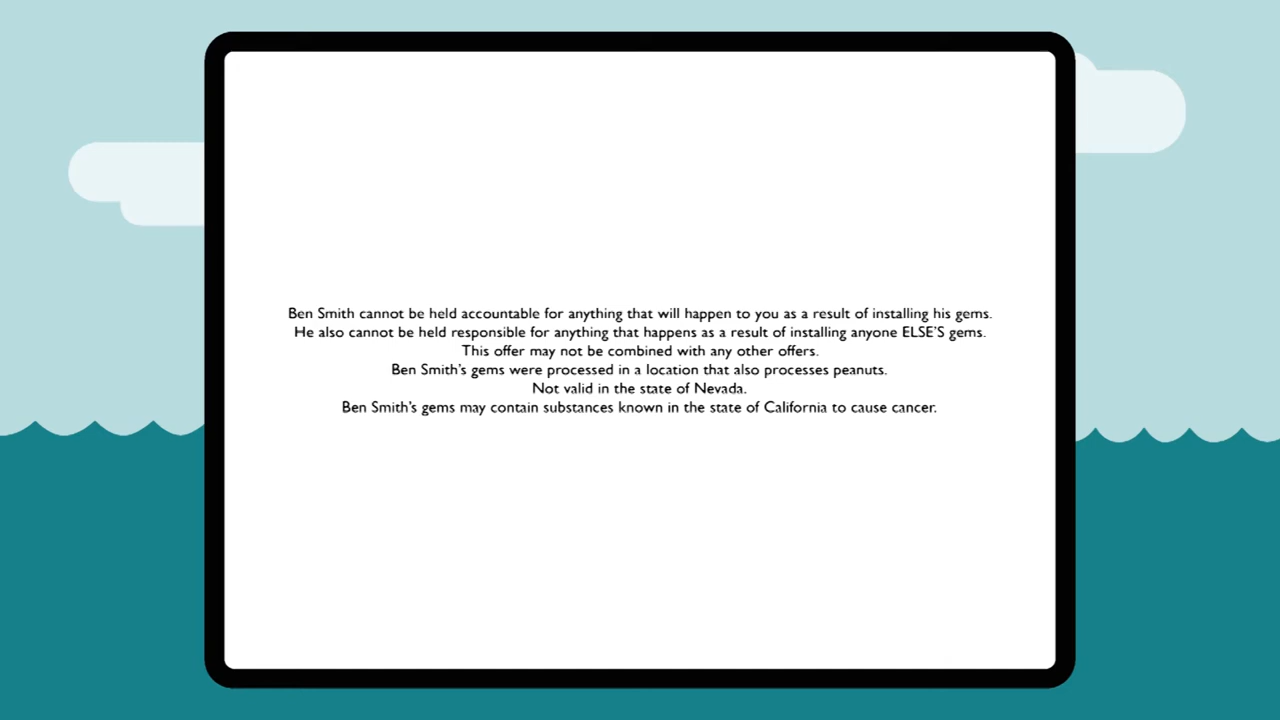 Ben Smith cannot be held accountable for anything that will happen to you as a result of installing his gems.
He also cannot be held responsible for anything that happens as a result of installing anyone ELSE'S gems.
This offer may not be combined with any other offers.
Ben Smith's gems were processed in a location that also processes peanuts.
Not valid in the state of Nevada.
Ben Smith's gems may contain substances known in the state of California to cause cancer.